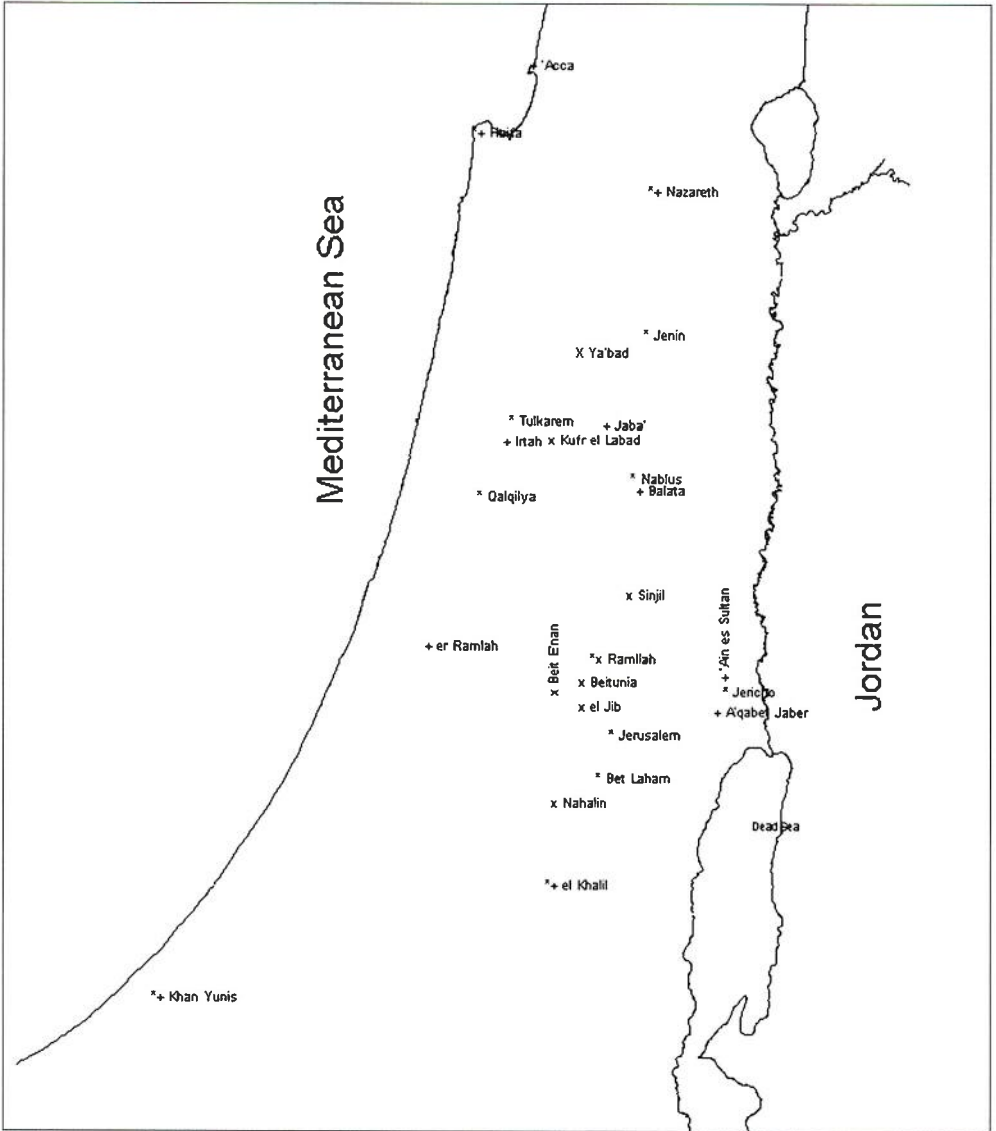 'Acca
+ Haifa
x+ Nazareth
Mediterranean Sea
x Jenin
X Ya'bad
x Tulkarem
+ Jaba'
+ Irtah
x Kufr el Labad
x Nablus
+ Balata
x Qalqilya
x Sinjil
+ 'Ain es Sultan
Jordan
+ er Ramlah
x Beit Enan
xx Ramllah
x Beitunia
x Jericho
x el Jib
+ A'qabet Jaber
x Jerusalem
x Bet Laham
x Nahalin
Dead Sea
x+ el Khalil
x+ Khan Yunis